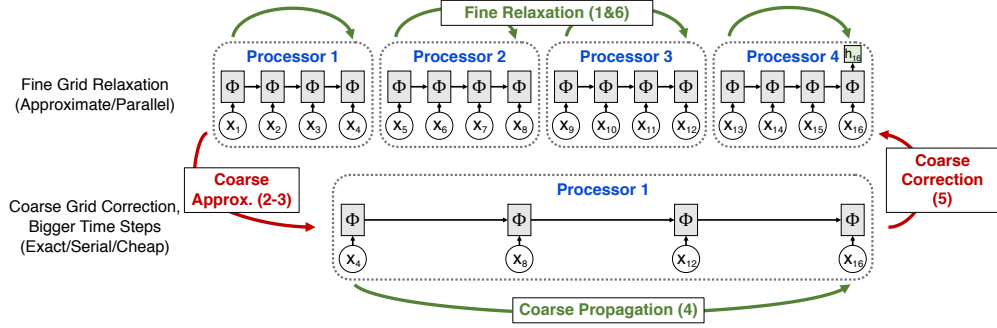 Fine Relaxation (1&6)
Processor 1
Processor 2
Processor 3
Processor 4
h₁₆
Fine Grid Relaxation
(Approximate/Parallel)
Φ Φ Φ Φ Φ Φ Φ Φ Φ Φ Φ Φ Φ Φ Φ Φ
X₁ X₂ X₃ X₄ X₅ X₆ X₇ X₈ X₉ X₁₀ X₁₁ X₁₂ X₁₃ X₁₄ X₁₅ X₁₆
Coarse
Approx. (2-3)
Coarse
Correction
(5)
Processor 1
Coarse Grid Correction,
Bigger Time Steps
(Exact/Serial/Cheap)
Φ Φ Φ Φ
X₄ X₈ X₁₂ X₁₆
Coarse Propagation (4)